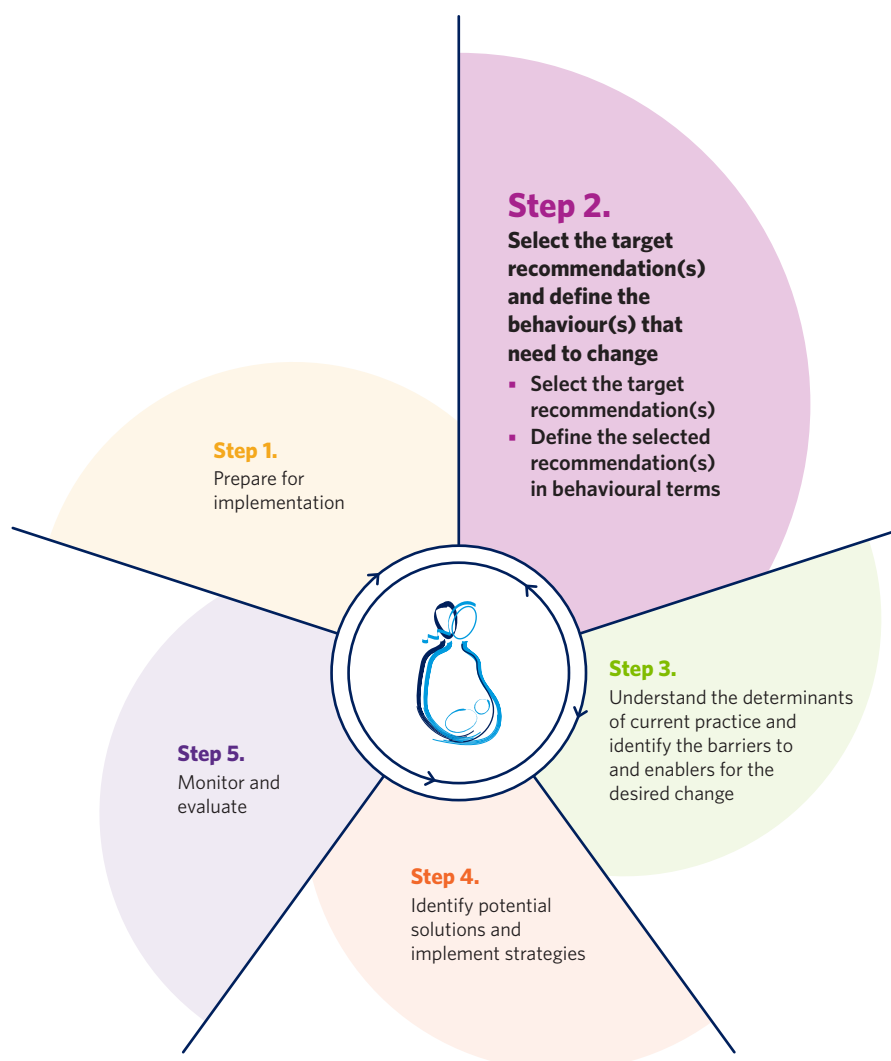 Step 1.
Prepare for
implementation
Step 2.
Select the target
recommendation(s)
and define the
behaviour(s) that
need to change
▪ Select the target
recommendation(s)
▪ Define the selected
recommendation(s)
in behavioural terms
Step 3.
Understand the determinants
of current practice and
identify the barriers to
and enablers for the
desired change
Step 4.
Identify potential
solutions and
implement strategies
Step 5.
Monitor and
evaluate